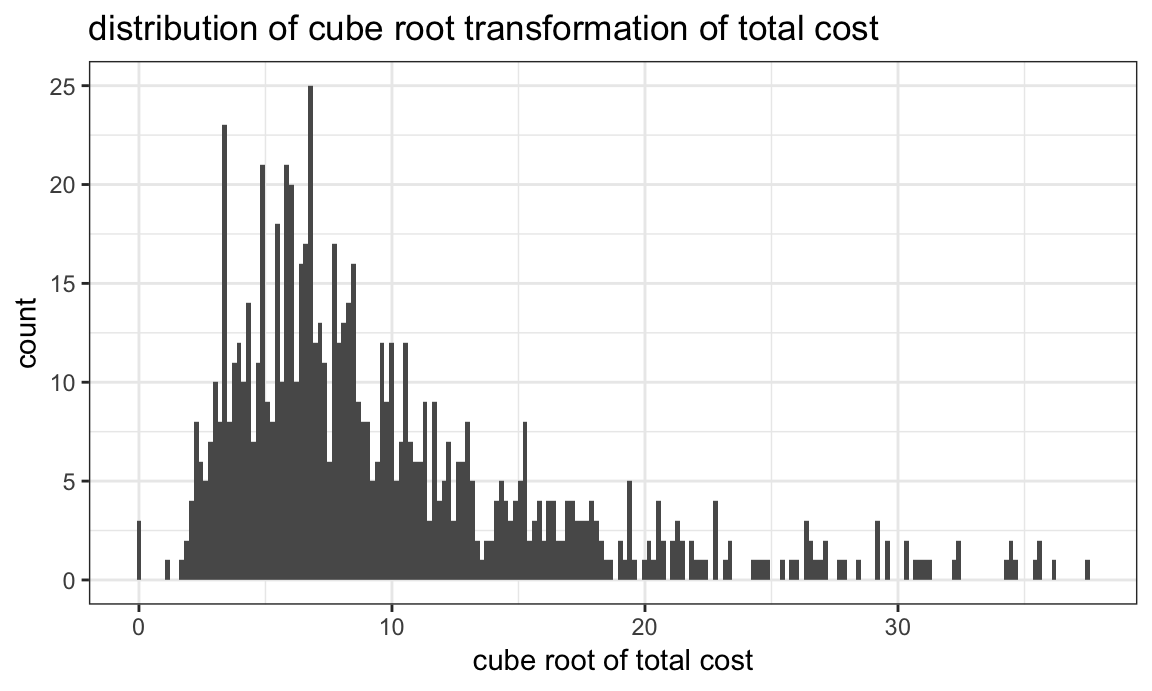 distribution of cube root transformation of total cost
25
20
15
10
5
0
count
0 10 20 30
cube root of total cost